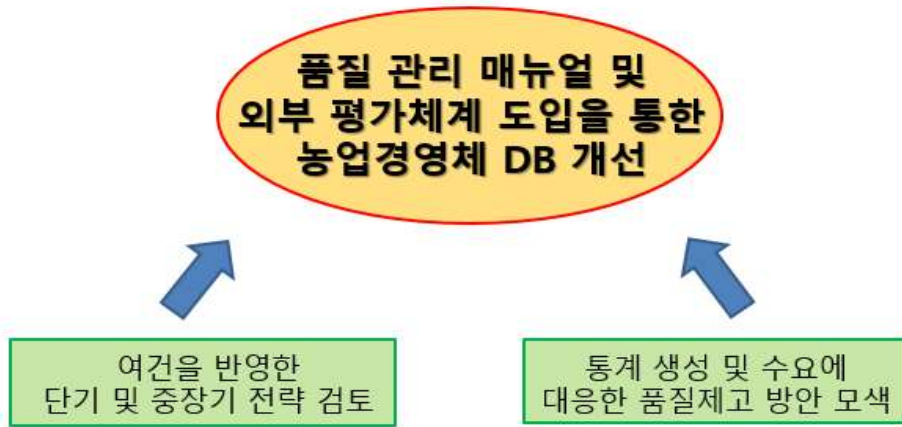 품질 관리 매뉴얼 및
외부 평가체계 도입을 통한
농업경영체 DB 개선
여건을 반영한
단기 및 중장기 전략 검토
통계 생성 및 수요에
대응한 품질제고 방안 모색